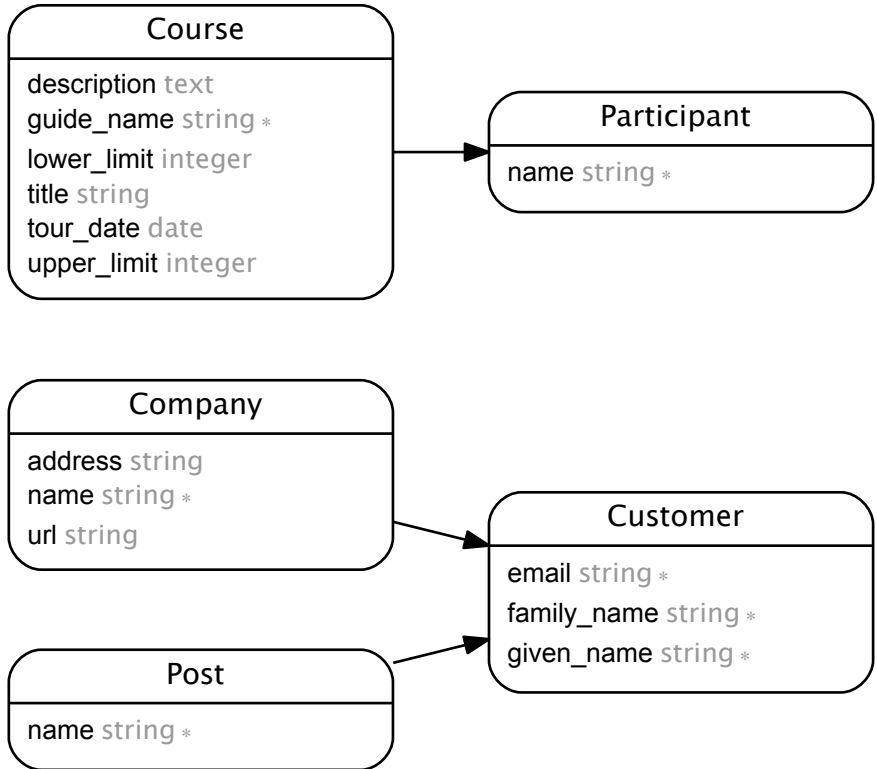 Course
description text
guide_name string *
lower_limit integer
title string
tour_date date
upper_limit integer
Participant
name string *
Company
address string
name string *
url string
Customer
email string *
family_name string *
given_name string *
Post
name string *